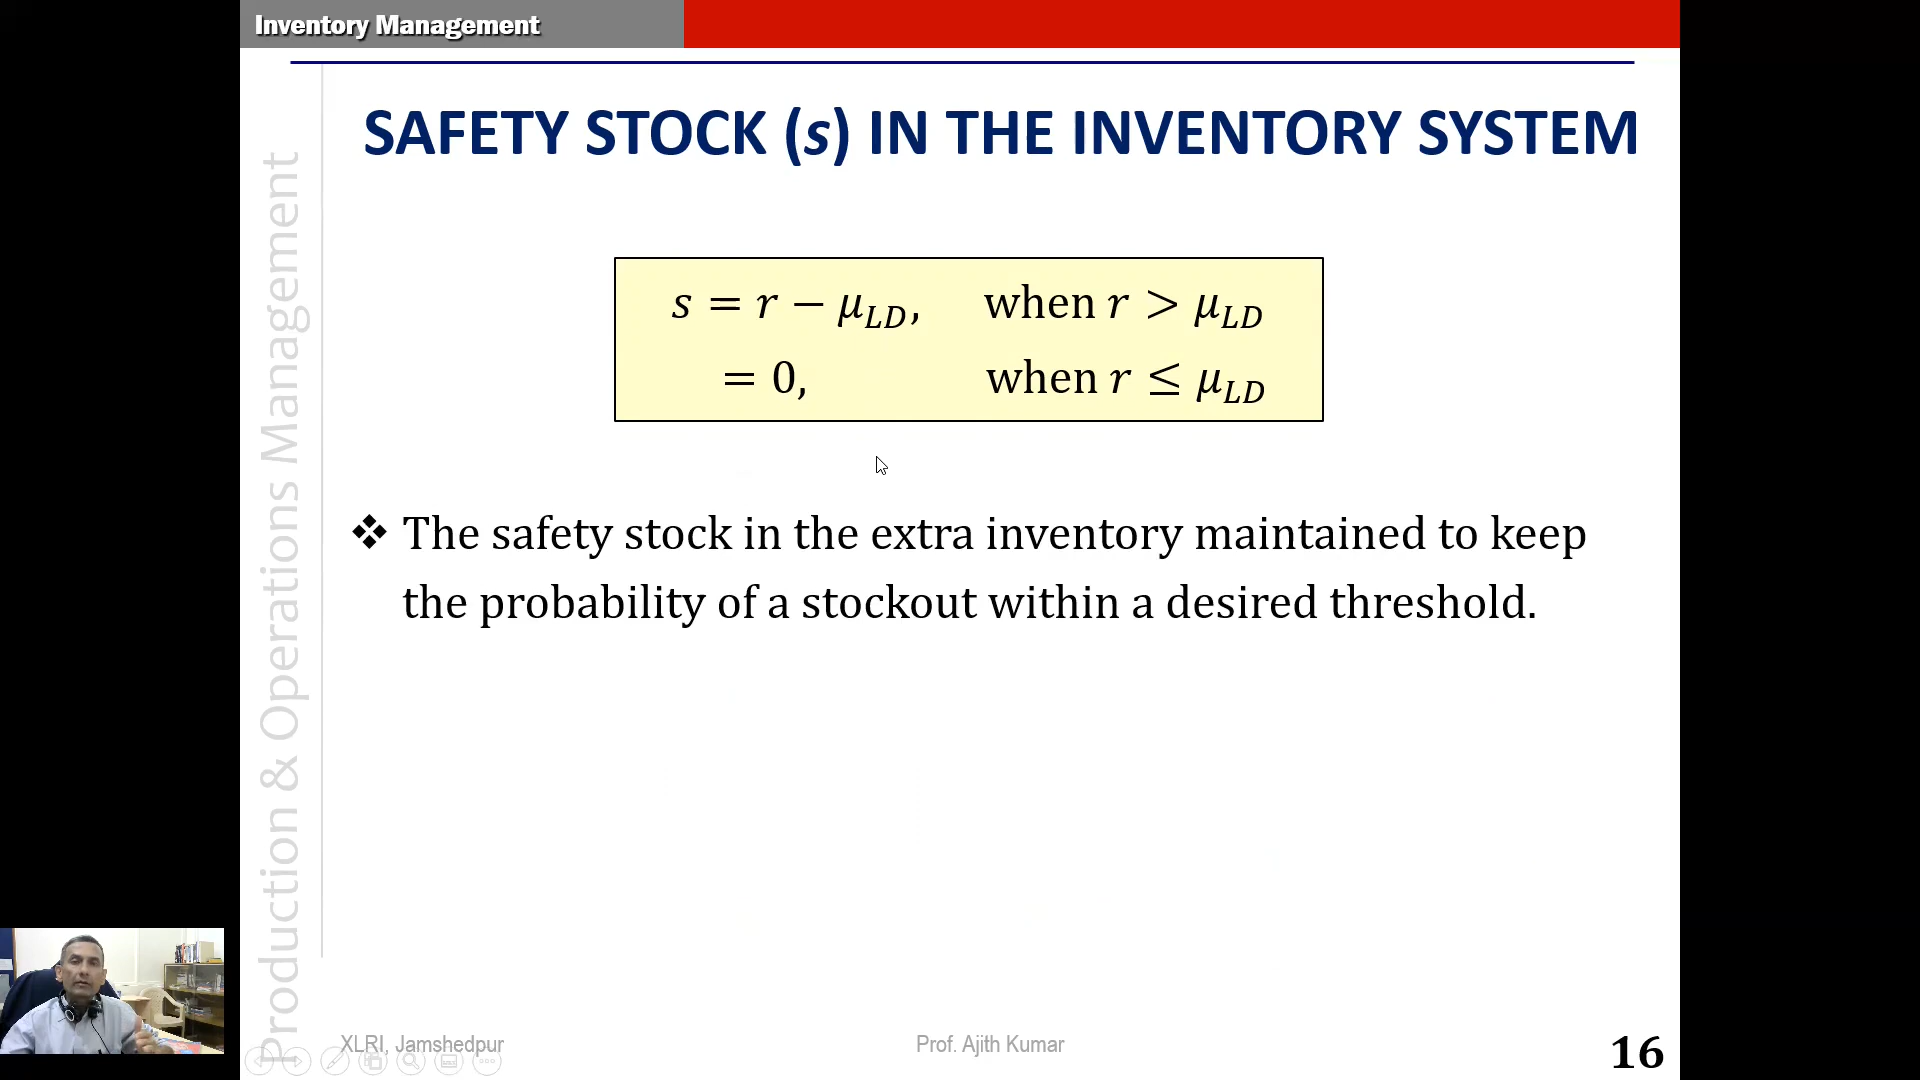 Inventory Management
SAFETY STOCK (s) IN THE INVENTORY SYSTEM
s = r − μ_LD, when r > μ_LD
= 0, when r ≤ μ_LD
❖ The safety stock in the extra inventory maintained to keep
the probability of a stockout within a desired threshold.
Production & Operations Management
XLRI, Jamshedpur
Prof. Ajith Kumar
16